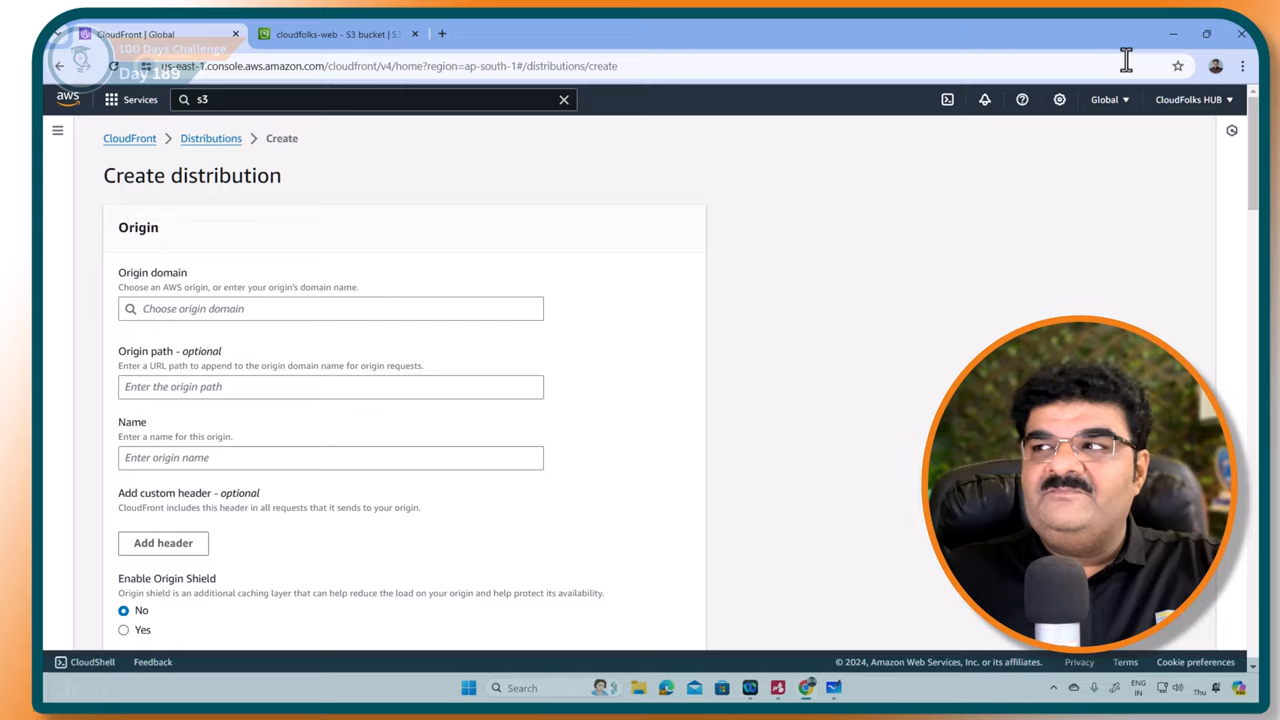 CloudFront | Global
cloudfolks-web - S3 bucket | S3
100 Days Challenge
Day 189
us-east-1.console.aws.amazon.com/cloudfront/v4/home?region=ap-south-1#/distributions/create
aws
Services
s3
Global
CloudFolks HUB
CloudFront > Distributions > Create
Create distribution
Origin
Origin domain
Choose an AWS origin, or enter your origin's domain name.
Choose origin domain
Origin path - optional
Enter a URL path to append to the origin domain name for origin requests.
Enter the origin path
Name
Enter a name for this origin.
Enter origin name
Add custom header - optional
CloudFront includes this header in all requests that it sends to your origin.
Add header
Enable Origin Shield
Origin shield is an additional caching layer that can help reduce the load on your origin and help protect its availability.
No
Yes
CloudShell
Feedback
© 2024, Amazon Web Services, Inc. or its affiliates.
Privacy
Terms
Cookie preferences
Search
ENG
IN
Thu